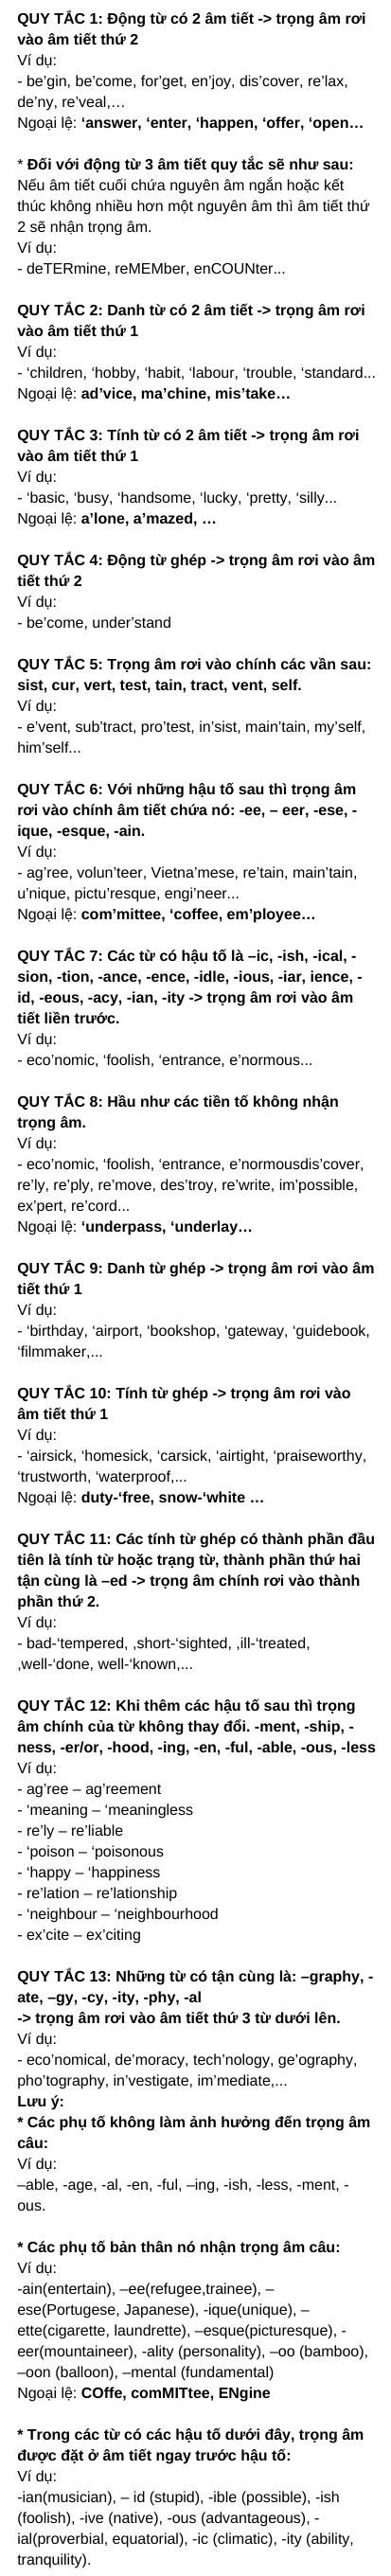 QUY TẮC 1: Động từ có 2 âm tiết -> trọng âm rơi
vào âm tiết thứ 2
Ví dụ:
- be’gin, be’come, for’get, en’joy, dis’cover, re’lax,
de’ny, re’veal,…
Ngoại lệ: ‘answer, ‘enter, ‘happen, ‘offer, ‘open…

* Đối với động từ 3 âm tiết quy tắc sẽ như sau:
Nếu âm tiết cuối chứa nguyên âm ngắn hoặc kết
thúc không nhiều hơn một nguyên âm thì âm tiết thứ
2 sẽ nhận trọng âm.
Ví dụ:
- deTERmine, reMEMber, enCOUNter...

QUY TẮC 2: Danh từ có 2 âm tiết -> trọng âm rơi
vào âm tiết thứ 1
Ví dụ:
- ‘children, ‘hobby, ‘habit, ‘labour, ‘trouble, ‘standard...
Ngoại lệ: ad’vice, ma’chine, mis’take…

QUY TẮC 3: Tính từ có 2 âm tiết -> trọng âm rơi
vào âm tiết thứ 1
Ví dụ:
- ‘basic, ‘busy, ‘handsome, ‘lucky, ‘pretty, ‘silly...
Ngoại lệ: a’lone, a’mazed, …

QUY TẮC 4: Động từ ghép -> trọng âm rơi vào âm
tiết thứ 2
Ví dụ:
- be’come, under’stand

QUY TẮC 5: Trọng âm rơi vào chính các vần sau:
sist, cur, vert, test, tain, tract, vent, self.
Ví dụ:
- e’vent, sub’tract, pro’test, in’sist, main’tain, my’self,
him’self...

QUY TẮC 6: Với những hậu tố sau thì trọng âm
rơi vào chính âm tiết chứa nó: -ee, – eer, -ese, -
ique, -esque, -ain.
Ví dụ:
- ag’ree, volun’teer, Vietna’mese, re’tain, main’tain,
u’nique, pictu’resque, engi’neer...
Ngoại lệ: com’mittee, ‘coffee, em’ployee…

QUY TẮC 7: Các từ có hậu tố là –ic, -ish, -ical, -
sion, -tion, -ance, -ence, -idle, -ious, -iar, ience, -
id, -eous, -acy, -ian, -ity -> trọng âm rơi vào âm
tiết liền trước.
Ví dụ:
- eco’nomic, ‘foolish, ‘entrance, e’normous...

QUY TẮC 8: Hầu như các tiền tố không nhận
trọng âm.
Ví dụ:
- eco’nomic, ‘foolish, ‘entrance, e’normousdis’cover,
re’ly, re’ply, re’move, des’troy, re’write, im’possible,
ex’pert, re’cord...
Ngoại lệ: ‘underpass, ‘underlay…

QUY TẮC 9: Danh từ ghép -> trọng âm rơi vào âm
tiết thứ 1
Ví dụ:
- ‘birthday, ‘airport, ‘bookshop, ‘gateway, ‘guidebook,
‘filmmaker,...

QUY TẮC 10: Tính từ ghép -> trọng âm rơi vào
âm tiết thứ 1
Ví dụ:
- ‘airsick, ‘homesick, ‘carsick, ‘airtight, ‘praiseworthy,
‘trustworth, ‘waterproof,...
Ngoại lệ: duty-‘free, snow-‘white …

QUY TẮC 11: Các tính từ ghép có thành phần đầu
tiên là tính từ hoặc trạng từ, thành phần thứ hai
tận cùng là –ed -> trọng âm chính rơi vào thành
phần thứ 2.
Ví dụ:
- bad-‘tempered, ,short-‘sighted, ,ill-‘treated,
,well-‘done, well-‘known,...

QUY TẮC 12: Khi thêm các hậu tố sau thì trọng
âm chính của từ không thay đổi. -ment, -ship, -
ness, -er/or, -hood, -ing, -en, -ful, -able, -ous, -less
Ví dụ:
- ag’ree – ag’reement
- ‘meaning – ‘meaningless
- re’ly – re’liable
- ‘poison – ‘poisonous
- ‘happy – ‘happiness
- re’lation – re’lationship
- ‘neighbour – ‘neighbourhood
- ex’cite – ex’citing

QUY TẮC 13: Những từ có tận cùng là: –graphy, -
ate, –gy, -cy, -ity, -phy, -al
-> trọng âm rơi vào âm tiết thứ 3 từ dưới lên.
Ví dụ:
- eco’nomical, de’moracy, tech’nology, ge’ography,
pho’tography, in’vestigate, im’mediate,...
Lưu ý:
* Các phụ tố không làm ảnh hưởng đến trọng âm
câu:
Ví dụ:
–able, -age, -al, -en, -ful, –ing, -ish, -less, -ment, -
ous.

* Các phụ tố bản thân nó nhận trọng âm câu:
Ví dụ:
-ain(entertain), –ee(refugee,trainee), –
ese(Portugese, Japanese), -ique(unique), –
ette(cigarette, laundrette), –esque(picturesque), -
eer(mountaineer), -ality (personality), –oo (bamboo),
–oon (balloon), –mental (fundamental)
Ngoại lệ: COffe, comMITtee, ENgine

* Trong các từ có các hậu tố dưới đây, trọng âm
được đặt ở âm tiết ngay trước hậu tố:
Ví dụ:
-ian(musician), – id (stupid), -ible (possible), -ish
(foolish), -ive (native), -ous (advantageous), -
ial(proverbial, equatorial), -ic (climatic), -ity (ability,
tranquility).